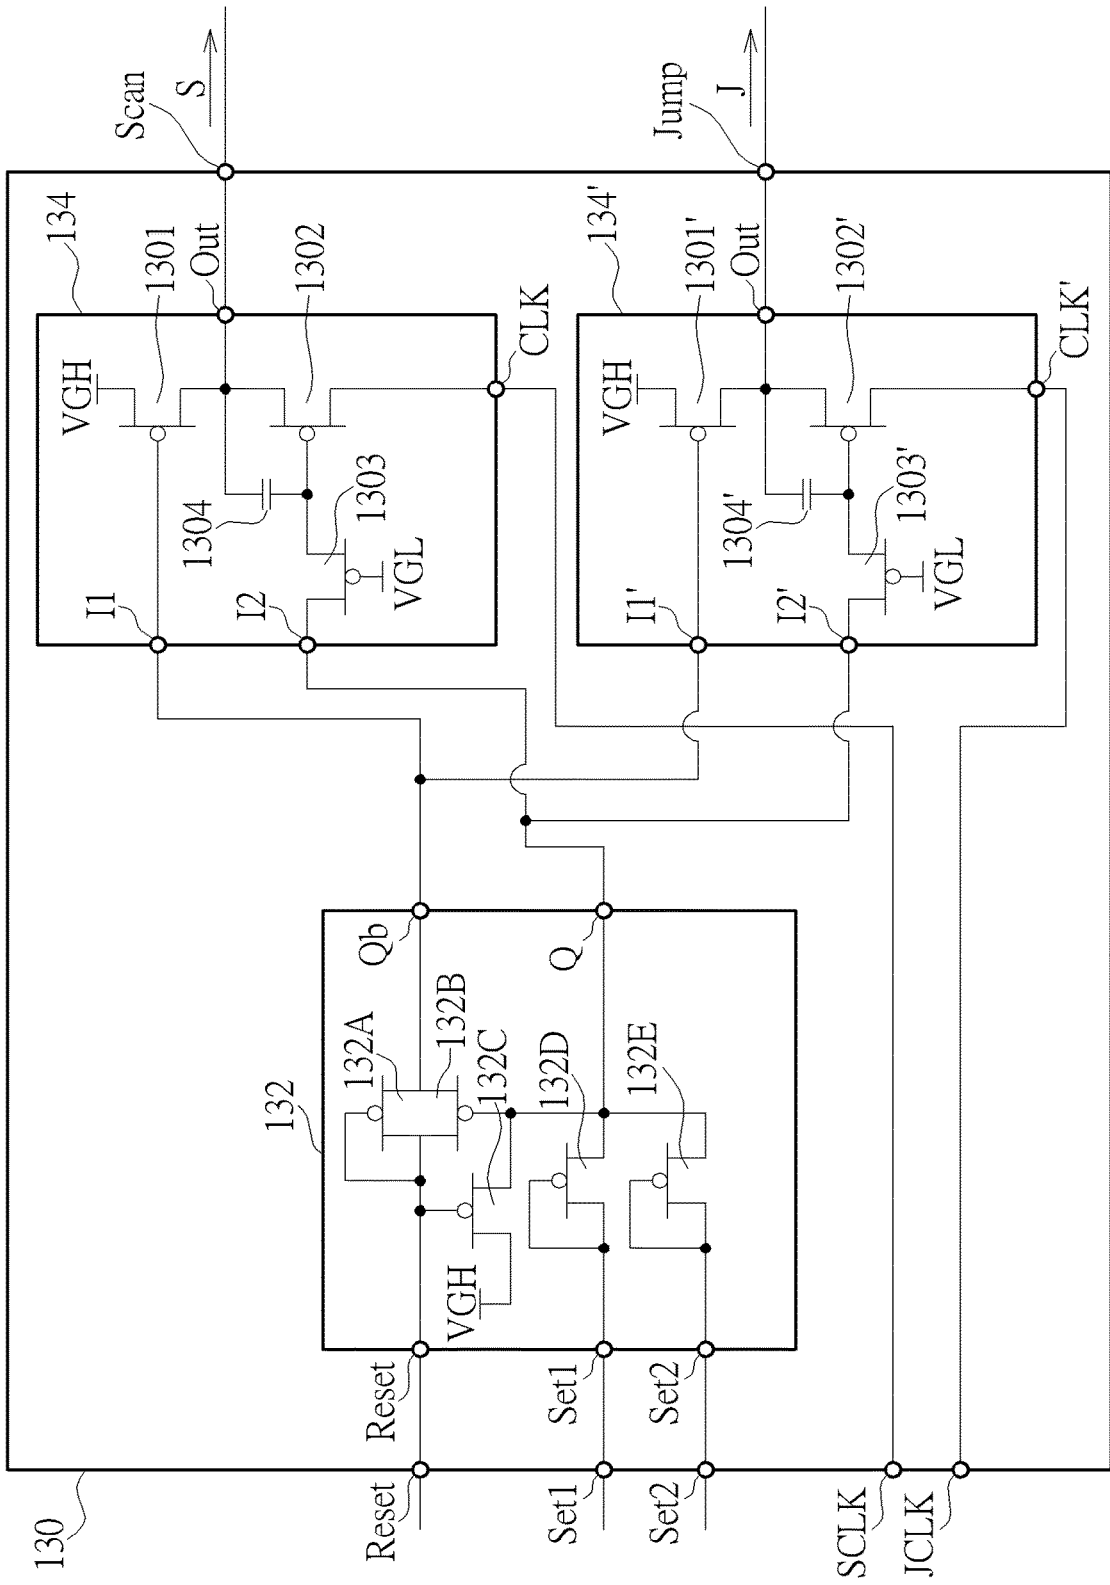 130
Reset
Set1
Set2
SCLK
JCLK
132
Reset
Set1
Set2
VGH
132A
132B
132C
132D
132E
Qb
Q
134
I1
I2
VGH
1301
1302
1303
1304
VGL
Out
CLK
Scan
S
134'
I1'
I2'
VGH
1301'
1302'
1303'
1304'
VGL
Out
CLK'
Jump
J